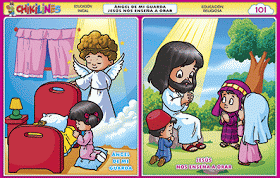 CHIKILINES
EDUCACIÓN
INICIAL
ÁNGEL DE MI GUARDA
JESÚS NOS ENSEÑA A ORAR
EDUCACIÓN
RELIGIOSA
101
ÁNGEL
DE MI
GUARDA
JESÚS
NOS ENSEÑA A ORAR